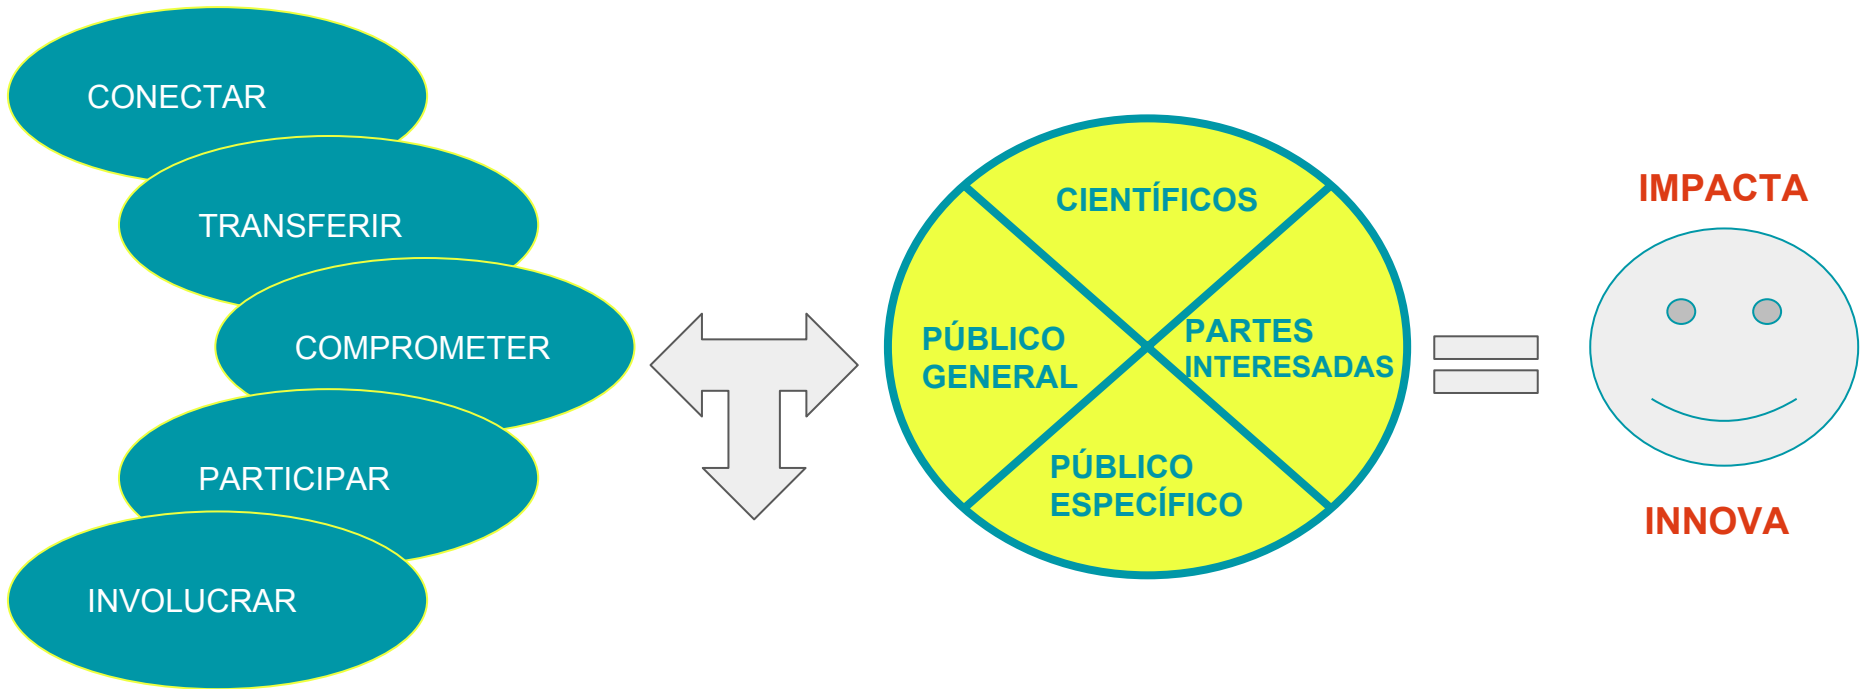 CONECTAR
TRANSFERIR
COMPROMETER
PARTICIPAR
INVOLUCRAR
CIENTÍFICOS
PÚBLICO
GENERAL
PARTES
INTERESADAS
PÚBLICO
ESPECÍFICO
IMPACTA
INNOVA